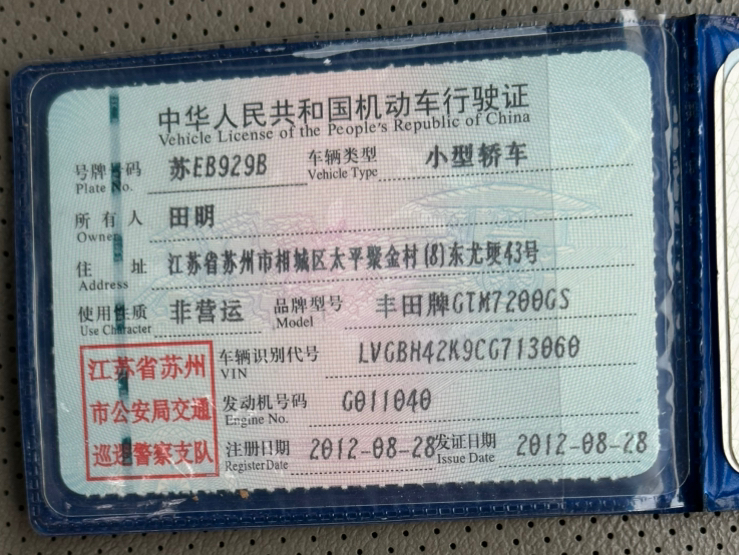 中华人民共和国机动车行驶证
Vehicle License of the People's Republic of China
号牌号码 苏EB929B 车辆类型 小型轿车
Plate No. Vehicle Type
所有人 田明
Owner
住址 江苏省苏州市相城区太平聚金村(8)东尤埂43号
Address
使用性质 非营运 品牌型号 丰田牌GTM7200GS
Use Character Model
江苏省苏州
市公安局交通
巡逻警察支队
车辆识别代号 LVGBH42K9CG713060
VIN
发动机号码 G011040
Engine No.
注册日期 2012-08-28 发证日期 2012-08-28
Register Date Issue Date